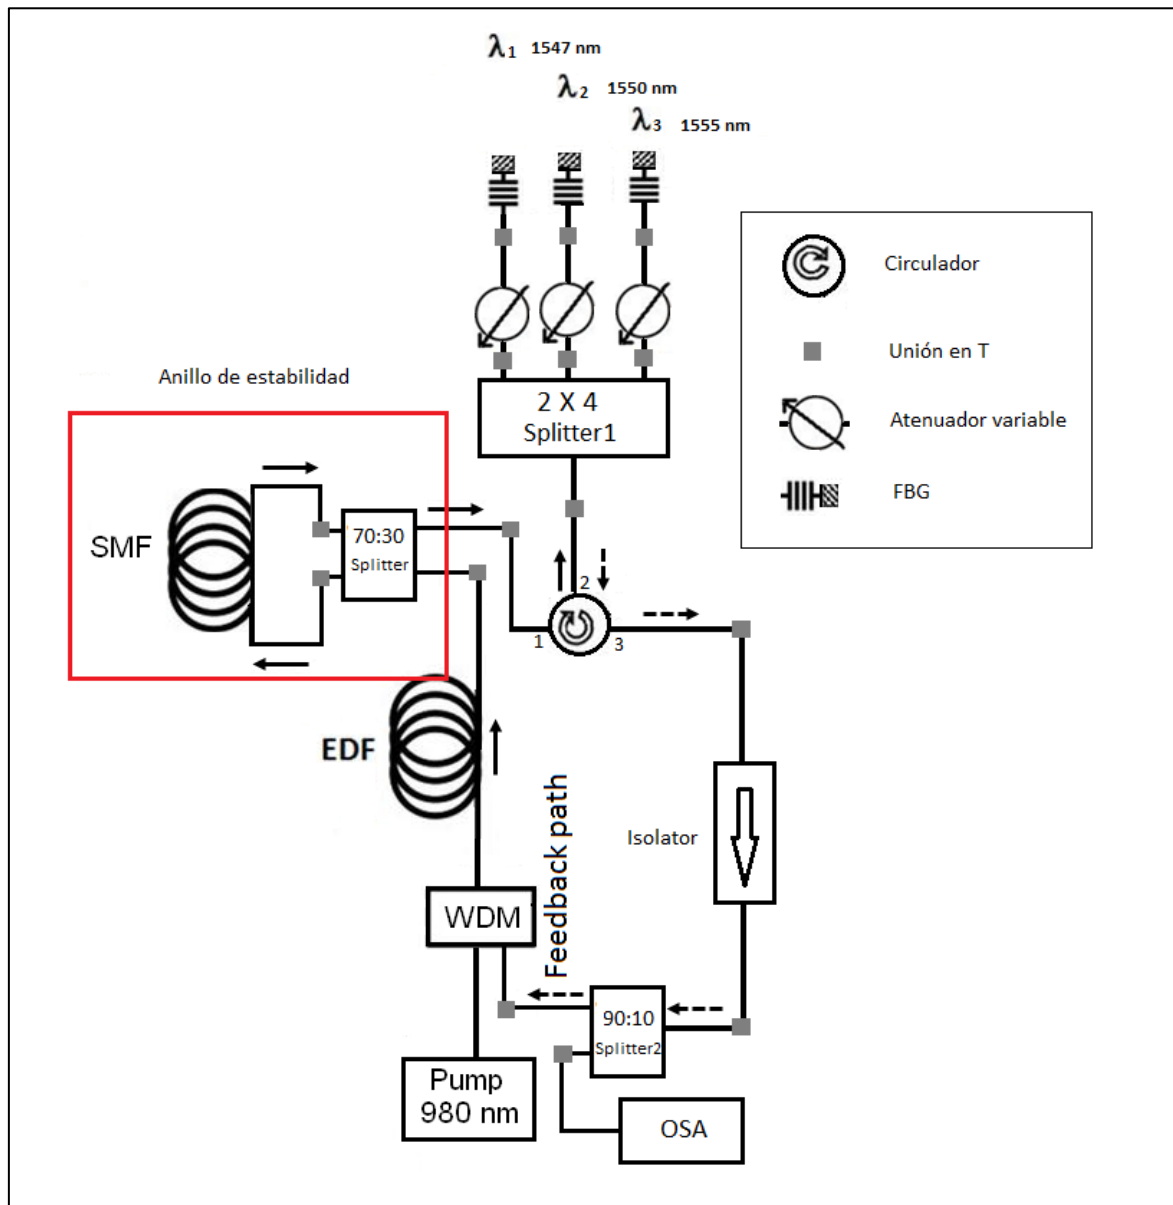 λ1 1547 nm
λ2 1550 nm
λ3 1555 nm
Circulador
Unión en T
Atenuador variable
FBG
2 X 4
Splitter1
Anillo de estabilidad
SMF
70:30
Splitter
2
1
3
EDF
Feedback path
Isolator
WDM
90:10
Splitter2
Pump
980 nm
OSA